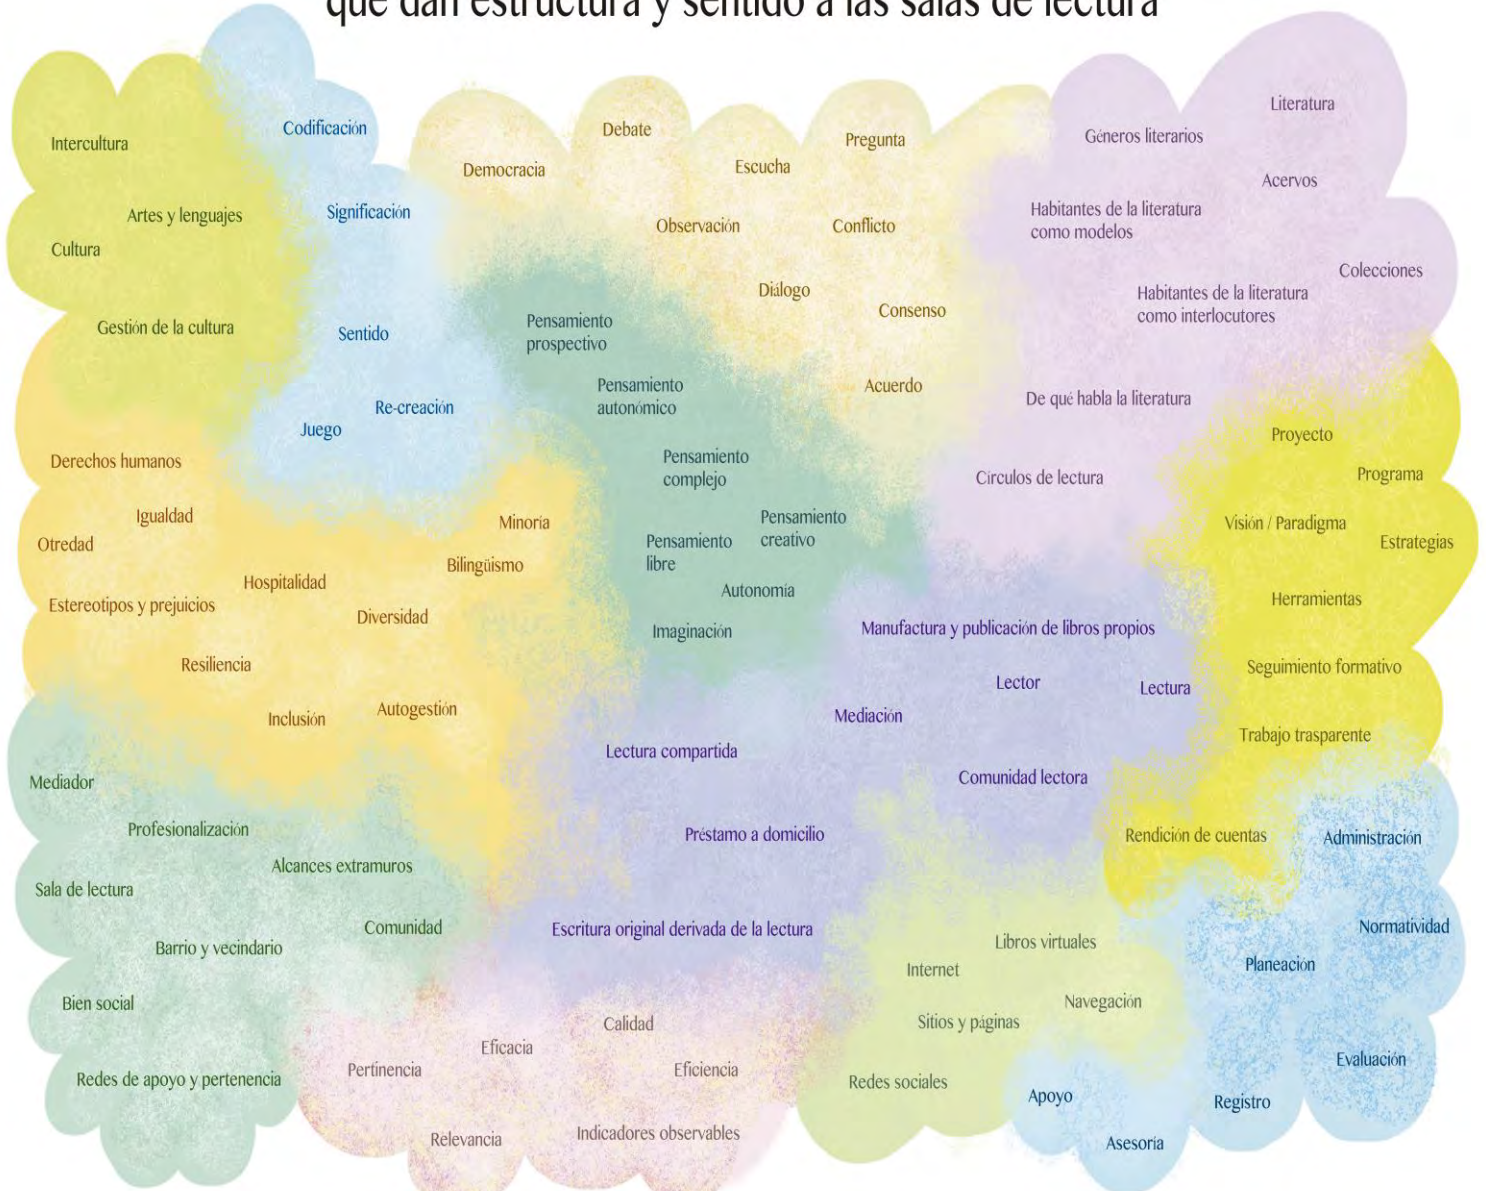 que dan estructura y sentido a las salas de lectura
Intercultura
Artes y lenguajes
Cultura
Gestión de la cultura
Codificación
Significación
Sentido
Re-creación
Juego
Democracia
Debate
Escucha
Pregunta
Observación
Conflicto
Diálogo
Consenso
Acuerdo
Literatura
Géneros literarios
Acervos
Habitantes de la literatura
como modelos
Colecciones
Habitantes de la literatura
como interlocutores
De qué habla la literatura
Círculos de lectura
Pensamiento
prospectivo
Pensamiento
autonómico
Pensamiento
complejo
Pensamiento
creativo
Pensamiento
libre
Autonomía
Imaginación
Proyecto
Programa
Visión / Paradigma
Estrategias
Herramientas
Seguimiento formativo
Trabajo trasparente
Rendición de cuentas
Derechos humanos
Igualdad
Otredad
Minoría
Bilingüismo
Hospitalidad
Estereotipos y prejuicios
Diversidad
Resiliencia
Inclusión
Autogestión
Manufactura y publicación de libros propios
Lector
Lectura
Mediación
Lectura compartida
Comunidad lectora
Préstamo a domicilio
Escritura original derivada de la lectura
Mediador
Profesionalización
Alcances extramuros
Sala de lectura
Comunidad
Barrio y vecindario
Bien social
Redes de apoyo y pertenencia
Calidad
Eficacia
Pertinencia
Eficiencia
Relevancia
Indicadores observables
Libros virtuales
Internet
Navegación
Sitios y páginas
Redes sociales
Administración
Normatividad
Planeación
Evaluación
Apoyo
Registro
Asesoría